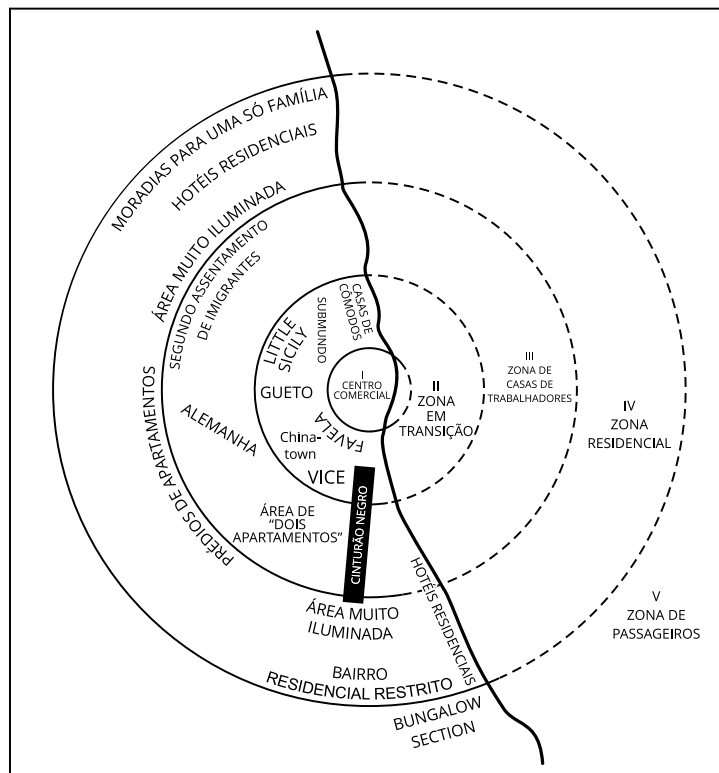 MORADIAS PARA UMA SÓ FAMÍLIA
HOTÉIS RESIDENCIAIS
ÁREA MUITO ILUMINADA
SEGUNDO ASSENTAMENTO
DE IMIGRANTES
PRÉDIOS DE APARTAMENTOS
ALEMANHA
CASAS DE
CÔMODOS
SUBMUNDO
LITTLE
SICILY
GUETO
I
CENTRO
COMERCIAL
FAVELA
China-
town
VICE
II
ZONA
EM
TRANSIÇÃO
III
ZONA DE
CASAS DE
TRABALHADORES
IV
ZONA
RESIDENCIAL
V
ZONA DE
PASSAGEIROS
ÁREA DE
“DOIS
APARTAMENTOS”
CINTURÃO NEGRO
ÁREA MUITO
ILUMINADA
HOTÉIS RESIDENCIAIS
BAIRRO
RESIDENCIAL RESTRITO
BUNGALOW
SECTION